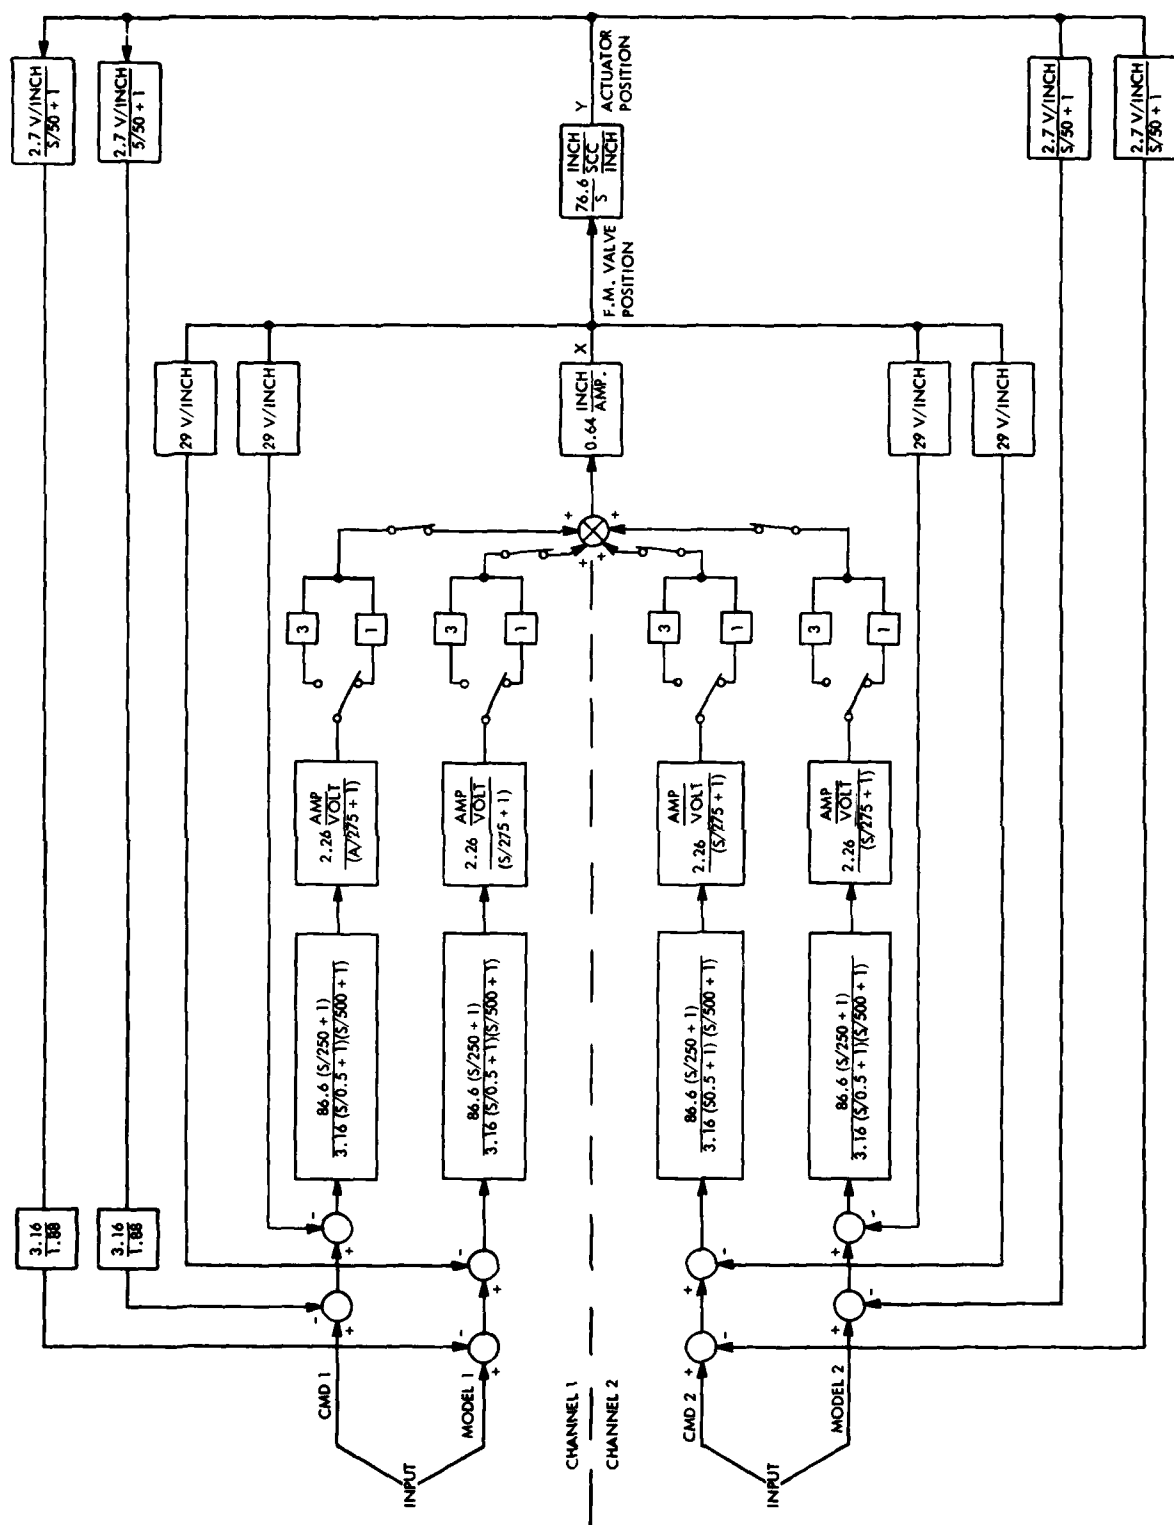 INPUT
CMD 1
MODEL 1
CHANNEL 1
CHANNEL 2
CMD 2
MODEL 2
INPUT
3.16
1.88
3.16
1.88
-
+
-
+
-
+
-
+
-
+
-
+
-
+
-
+
86.6 (S/250 + 1)
3.16 (S/0.5 + 1)(S/500 + 1)
86.6 (S/250 + 1)
3.16 (S/0.5 + 1)(S/500 + 1)
86.6 (S/250 + 1)
3.16 (S0.5 + 1) (S/500 + 1)
86.6 (S/250 + 1)
3.16 (S/0.5 + 1)(S/500 + 1)
2.26 AMP
VOLT
(A/275 + 1)
2.26 AMP
VOLT
(S/275 + 1)
2.26 AMP
VOLT
(S/275 + 1)
2.26 AMP
VOLT
(S/275 + 1)
3
1
3
1
3
1
3
1
+
+
+
+
29 V/INCH
29 V/INCH
0.64 INCH
AMP.
X
29 V/INCH
29 V/INCH
F.M. VALVE
POSITION
76.6 INCH
SCC
S INCH
Y
ACTUATOR
POSITION
2.7 V/INCH
S/50 + 1
2.7 V/INCH
5/50 + 1
2.7 V/INCH
S/50 + 1
2.7 V/INCH
S/50 + 1